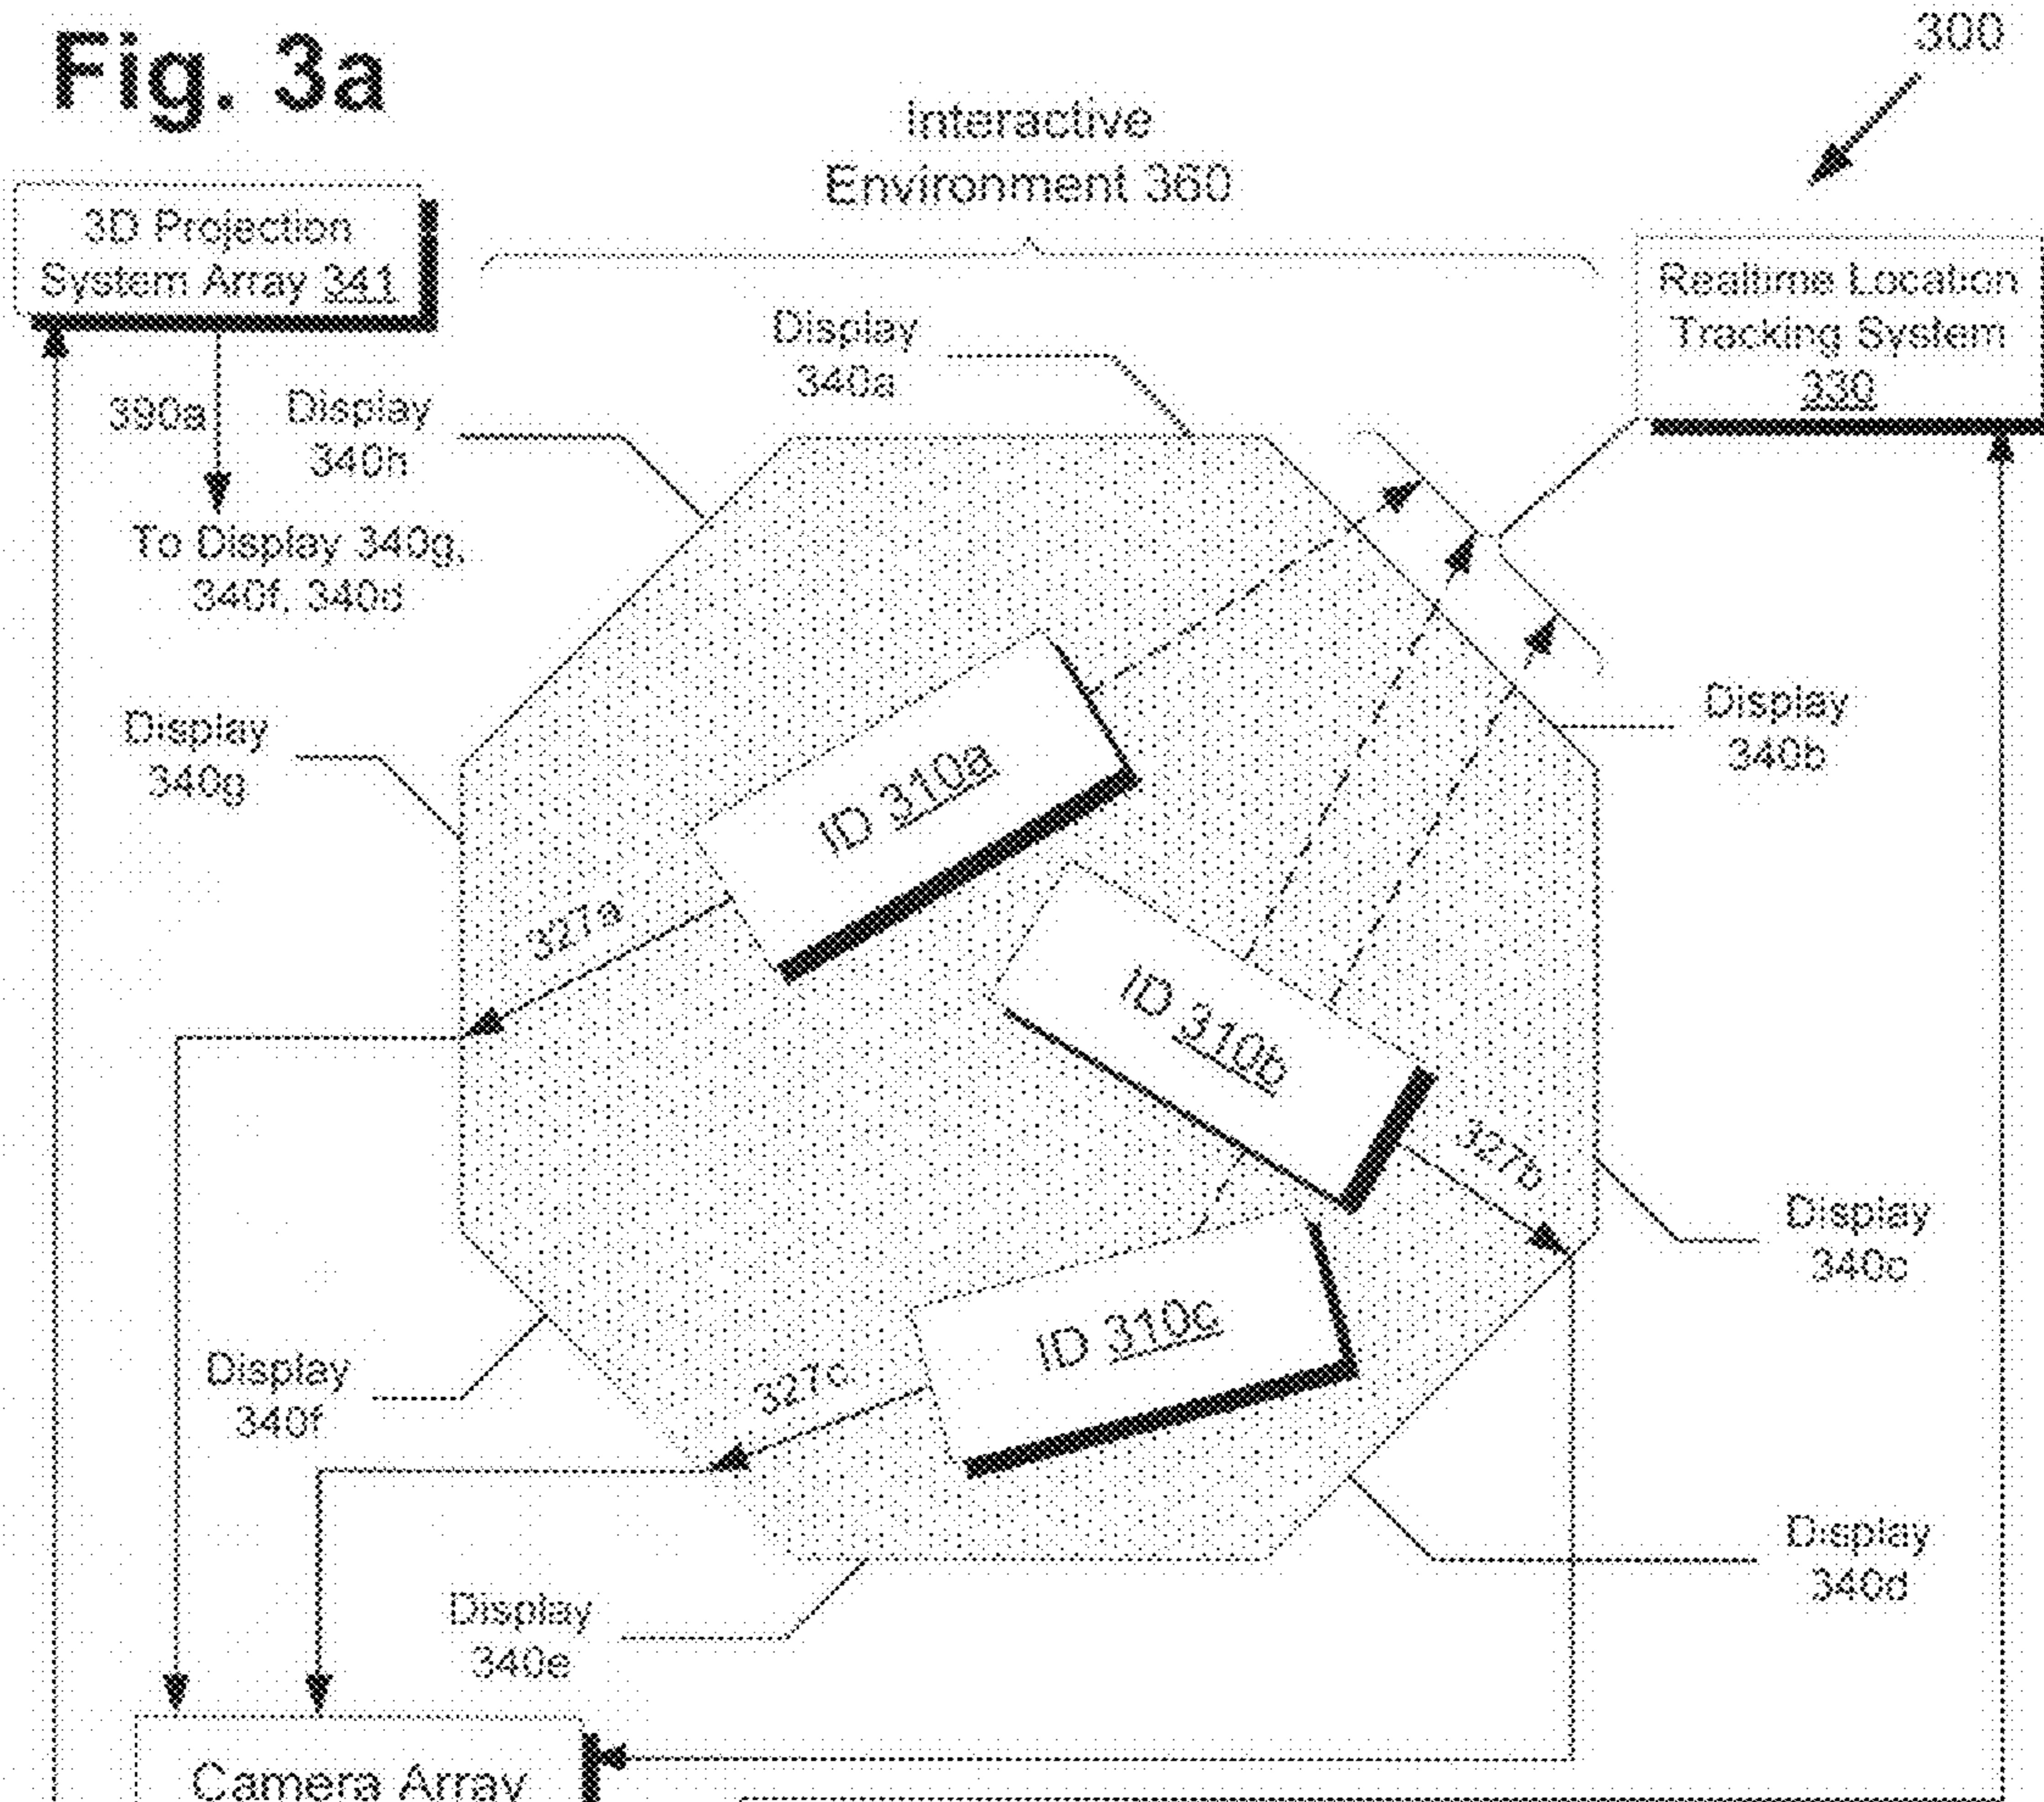 Fig. 3a
300
Interactive
Environment 360
3D Projection
System Array 341
Realtime Location
Tracking System
330
Display
340a
390a
Display
340h
To Display 340g,
340f, 340d
Display
340g
Display
340b
ID 310a
327a
ID 310b
327b
Display
340c
ID 310c
327c
Display
340f
Display
340d
Display
340e
Camera Array